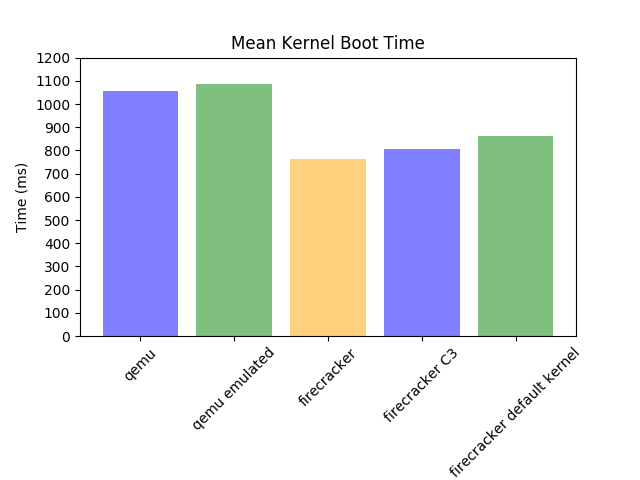 Mean Kernel Boot Time
Time (ms)
1200
1100
1000
900
800
700
600
500
400
300
200
100
0
qemu
qemu emulated
firecracker
firecracker C3
firecracker default kernel